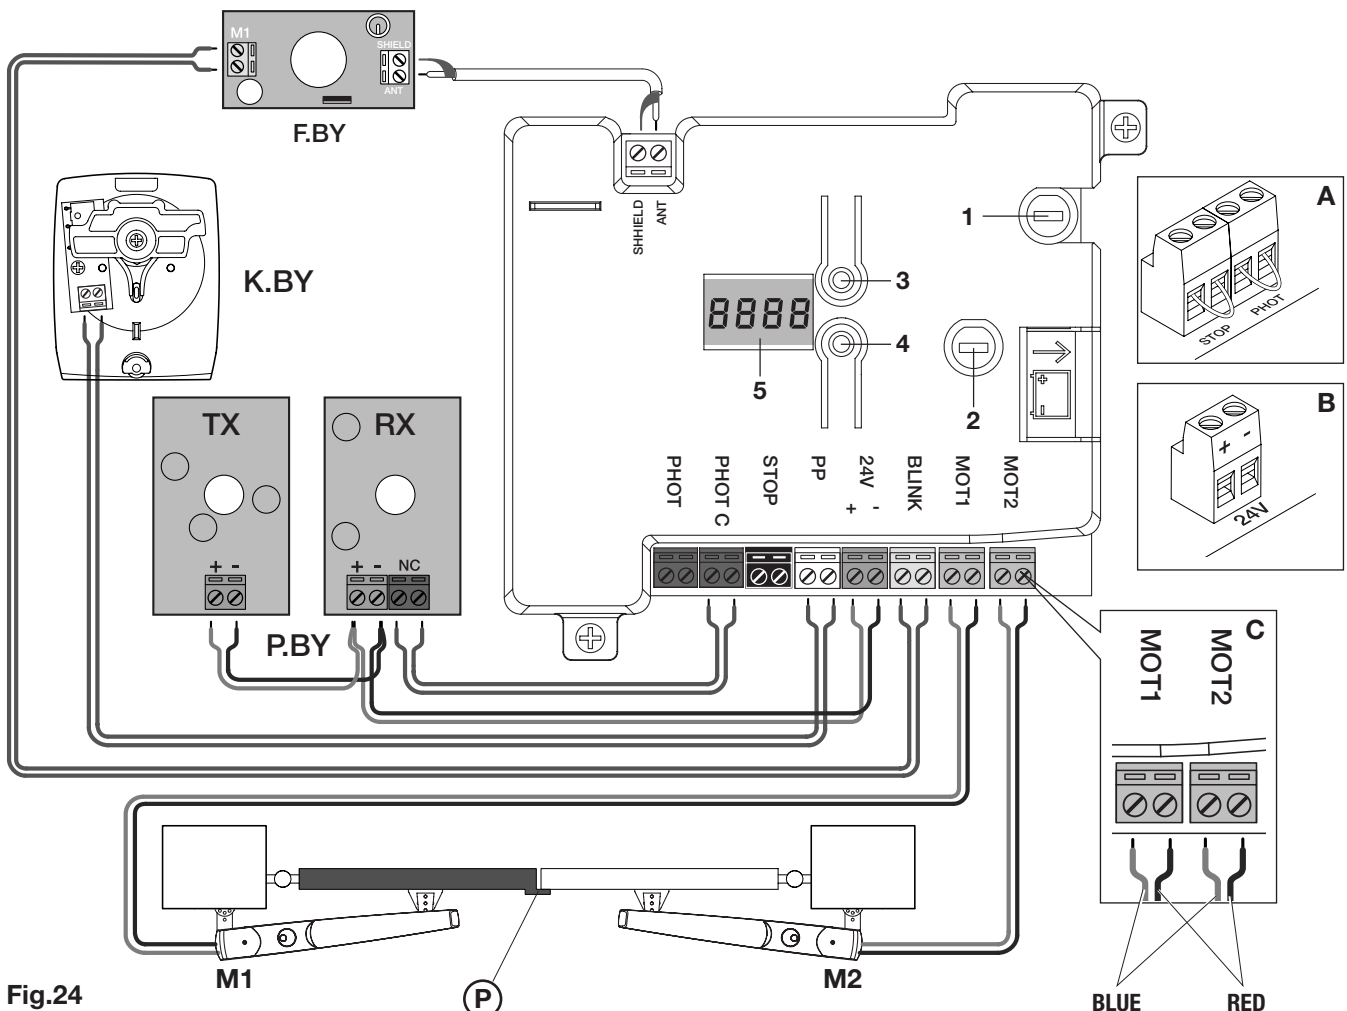 M1
SHIELD
ANT
F.BY
SHHIELD
ANT
K.BY
1
3
8888
4
5
2
A
STOP
PHOT
B
+ -
24V
TX
+ -
RX
+ - NC
P.BY
PHOT
PHOT C
STOP
PP
24V
+ -
BLINK
MOT1
MOT2
+
-
C
MOT1
MOT2
BLUE
RED
M1
M2
P
Fig.24